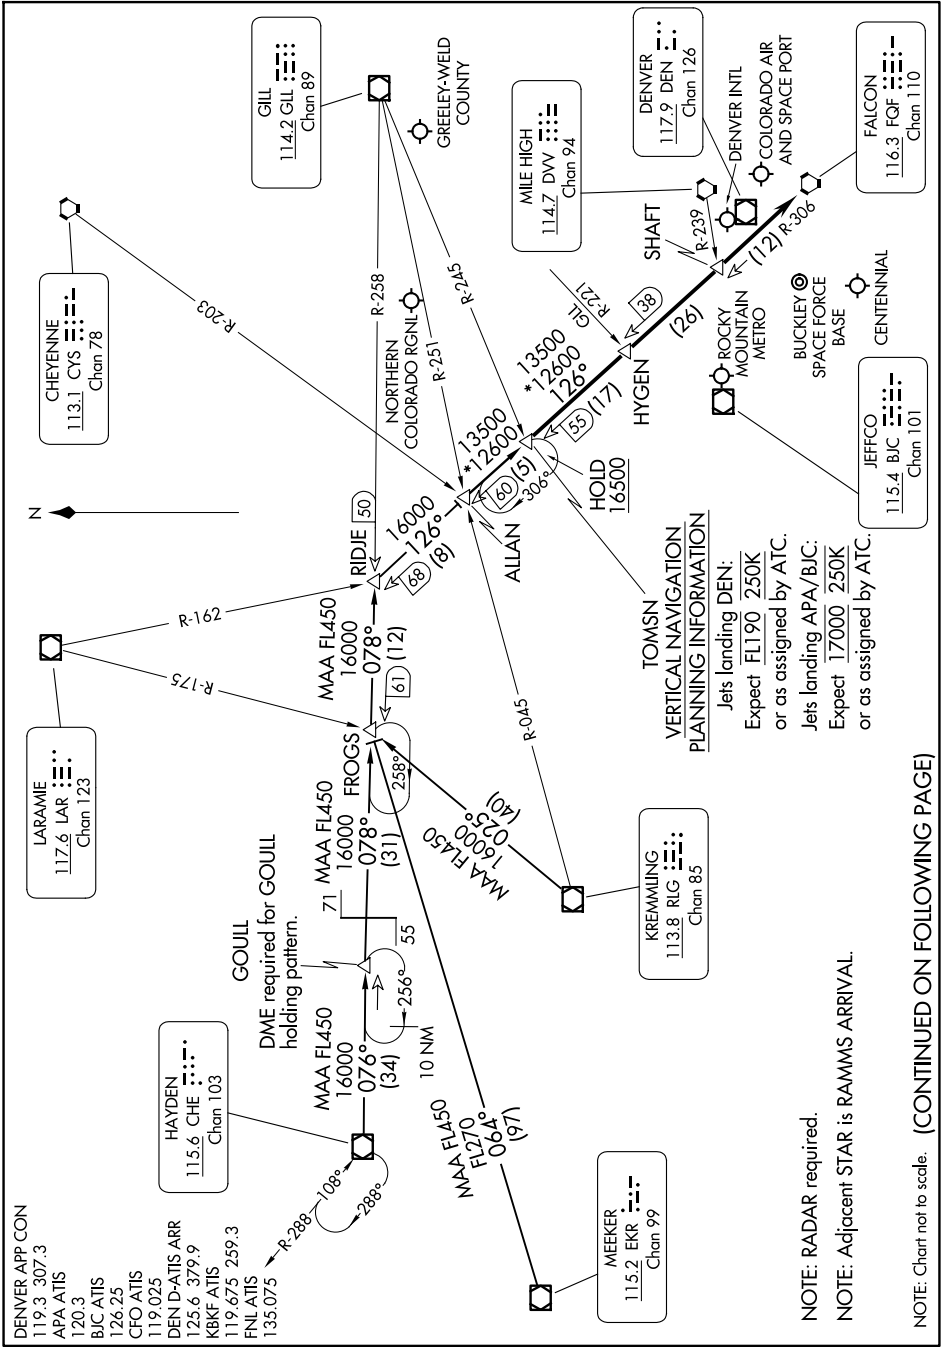 DENVER APP CON
119.3 307.3
APA ATIS
120.3
BJC ATIS
126.25
CFO ATIS
119.025
DEN D-ATIS ARR
125.6 379.9
KBKF ATIS
119.675 259.3
FNL ATIS
135.075
LARAMIE
117.6 LAR
Chan 123
CHEYENNE
113.1 CYS
Chan 78
GILL
114.2 GLL
Chan 89
N
R-192
R-175
R-203
R-258
R-251
R-245
GREELEY-WELD
COUNTY
NORTHERN
COLORADO RGNL
HAYDEN
115.6 CHE
Chan 103
R-288
108°
288°
GOULL
DME required for GOULL
holding pattern.
MAA FL450
16000
076°
(34)
256°
10 NM
71
55
MAA FL450
16000
078°
(31)
FROGS
258°
61
MAA FL450
16000
078°
(12)
RIDJE
50
68
16000
126°
(8)
ALLAN
60
306°
13500
*12600
(5)
TOMSN
HOLD
16500
55
13500
*12600
126°
(17)
HYGEN
38
GLL
R-221
(26)
SHAFT
R-239
(12)
R-306
MILE HIGH
114.7 DVV
Chan 94
DENVER
117.9 DEN
Chan 126
DENVER INTL
COLORADO AIR
AND SPACE PORT
FALCON
116.3 FQF
Chan 110
ROCKY
MOUNTAIN
METRO
BUCKLEY
SPACE FORCE
BASE
CENTENNIAL
JEFFCO
115.4 BJC
Chan 101
MAA FL450
FL270
064°
(97)
MEEKER
115.2 EKR
Chan 99
MAA FL450
16000
025°
(40)
R-045
KREMMLING
113.8 RLG
Chan 85
VERTICAL NAVIGATION
PLANNING INFORMATION
Jets landing DEN:
Expect FL190 250K
or as assigned by ATC.
Jets landing APA/BJC:
Expect 17000 250K
or as assigned by ATC.
NOTE: RADAR required.
NOTE: Adjacent STAR is RAMMS ARRIVAL.
NOTE: Chart not to scale.
(CONTINUED ON FOLLOWING PAGE)